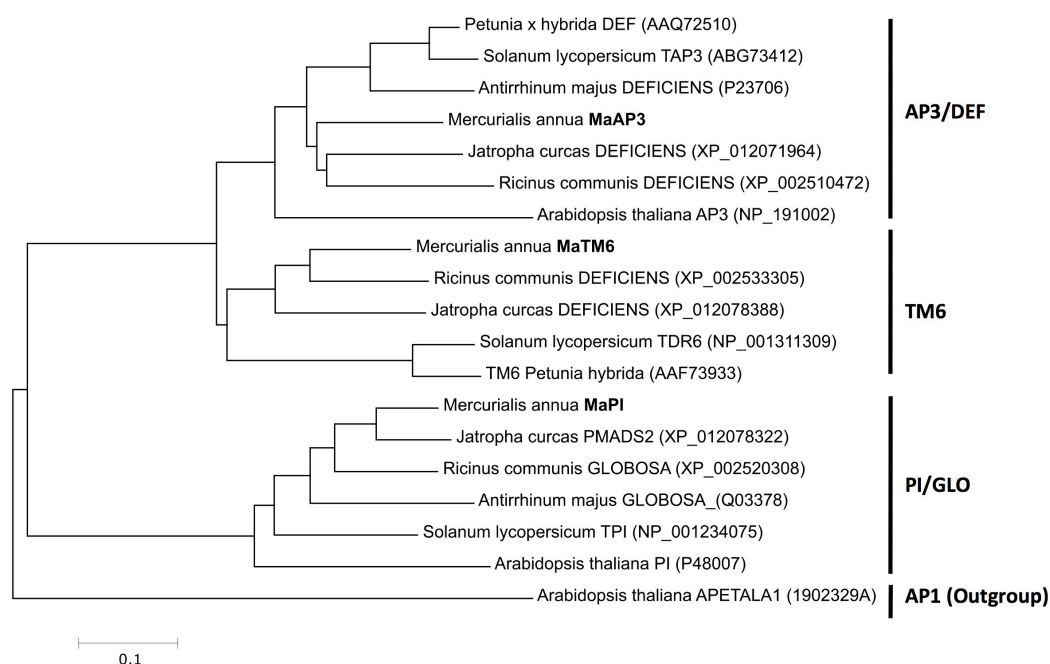 Petunia x hybrida DEF (AAQ72510)
Solanum lycopersicum TAP3 (ABG73412)
Antirrhinum majus DEFICIENS (P23706)
Mercurialis annua MaAP3
Jatropha curcas DEFICIENS (XP_012071964)
Ricinus communis DEFICIENS (XP_002510472)
Arabidopsis thaliana AP3 (NP_191002)
AP3/DEF
Mercurialis annua MaTM6
Ricinus communis DEFICIENS (XP_002533305)
Jatropha curcas DEFICIENS (XP_012078388)
Solanum lycopersicum TDR6 (NP_001311309)
TM6 Petunia hybrida (AAF73933)
TM6
Mercurialis annua MaPI
Jatropha curcas PMADS2 (XP_012078322)
Ricinus communis GLOBOSA (XP_002520308)
Antirrhinum majus GLOBOSA_(Q03378)
Solanum lycopersicum TPI (NP_001234075)
Arabidopsis thaliana PI (P48007)
PI/GLO
Arabidopsis thaliana APETALA1 (1902329A)
AP1 (Outgroup)
0.1